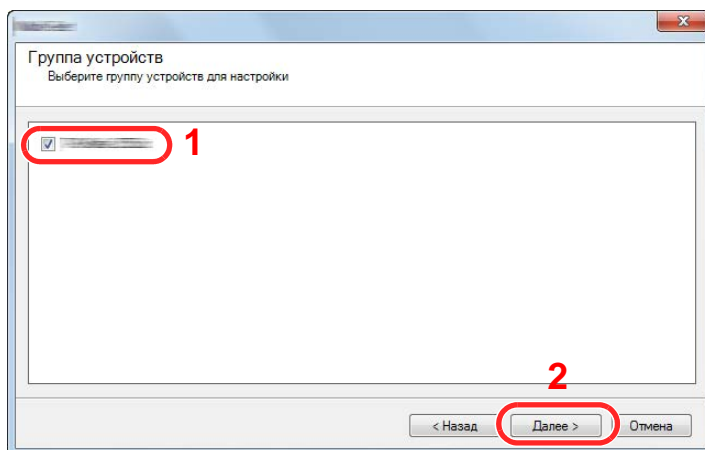 Группа устройств
Выберите группу устройств для настройки
1
2
< Назад
Далее >
Отмена